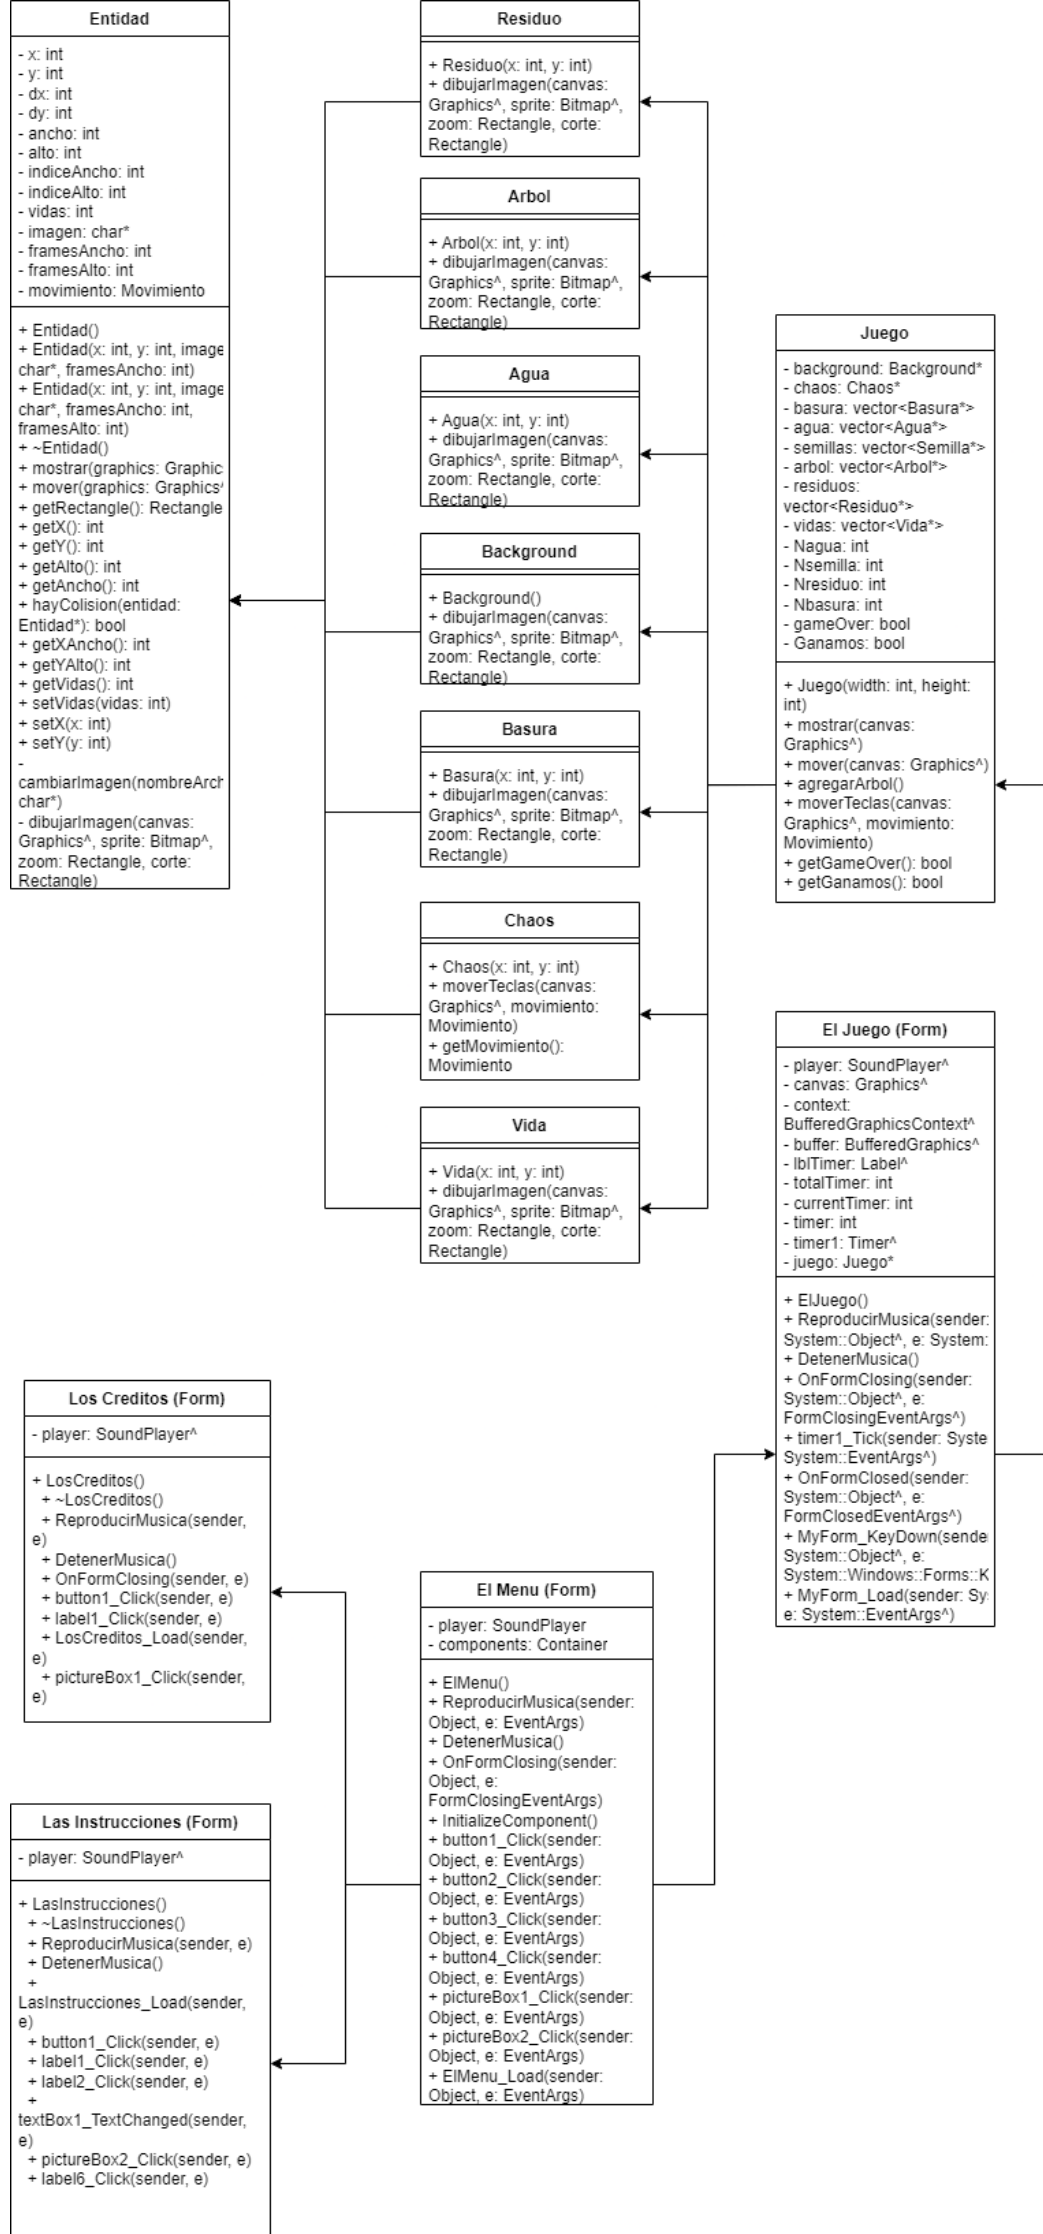 Entidad
- x: int
- y: int
- dx: int
- dy: int
- ancho: int
- alto: int
- indiceAncho: int
- indiceAlto: int
- vidas: int
- imagen: char*
- framesAncho: int
- framesAlto: int
- movimiento: Movimiento
+ Entidad()
+ Entidad(x: int, y: int, image
char*, framesAncho: int)
+ Entidad(x: int, y: int, image
char*, framesAncho: int,
framesAlto: int)
+ ~Entidad()
+ mostrar(graphics: Graphic
+ mover(graphics: Graphics^
+ getRectangle(): Rectangle
+ getX(): int
+ getY(): int
+ getAlto(): int
+ getAncho(): int
+ hayColision(entidad:
Entidad*): bool
+ getXAncho(): int
+ getYAlto(): int
+ getVidas(): int
+ setVidas(vidas: int)
+ setX(x: int)
+ setY(y: int)
-
cambiarImagen(nombreArch
char*)
- dibujarImagen(canvas:
Graphics^, sprite: Bitmap^,
zoom: Rectangle, corte:
Rectangle)
Residuo
+ Residuo(x: int, y: int)
+ dibujarImagen(canvas:
Graphics^, sprite: Bitmap^,
zoom: Rectangle, corte:
Rectangle)
Arbol
+ Arbol(x: int, y: int)
+ dibujarImagen(canvas:
Graphics^, sprite: Bitmap^,
zoom: Rectangle, corte:
Rectangle)
Agua
+ Agua(x: int, y: int)
+ dibujarImagen(canvas:
Graphics^, sprite: Bitmap^,
zoom: Rectangle, corte:
Rectangle)
Background
+ Background()
+ dibujarImagen(canvas:
Graphics^, sprite: Bitmap^,
zoom: Rectangle, corte:
Rectangle)
Basura
+ Basura(x: int, y: int)
+ dibujarImagen(canvas:
Graphics^, sprite: Bitmap^,
zoom: Rectangle, corte:
Rectangle)
Chaos
+ Chaos(x: int, y: int)
+ moverTeclas(canvas:
Graphics^, movimiento:
Movimiento)
+ getMovimiento():
Movimiento
Vida
+ Vida(x: int, y: int)
+ dibujarImagen(canvas:
Graphics^, sprite: Bitmap^,
zoom: Rectangle, corte:
Rectangle)
Juego
- background: Background*
- chaos: Chaos*
- basura: vector<Basura*>
- agua: vector<Agua*>
- semillas: vector<Semilla*>
- arbol: vector<Arbol*>
- residuos:
vector<Residuo*>
- vidas: vector<Vida*>
- Nagua: int
- Nsemilla: int
- Nresiduo: int
- Nbasura: int
- gameOver: bool
- Ganamos: bool
+ Juego(width: int, height:
int)
+ mostrar(canvas:
Graphics^)
+ mover(canvas: Graphics^)
+ agregarArbol()
+ moverTeclas(canvas:
Graphics^, movimiento:
Movimiento)
+ getGameOver(): bool
+ getGanamos(): bool
El Juego (Form)
- player: SoundPlayer^
- canvas: Graphics^
- context:
BufferedGraphicsContext^
- buffer: BufferedGraphics^
- lblTimer: Label^
- totalTimer: int
- currentTimer: int
- timer: int
- timer1: Timer^
- juego: Juego*
+ ElJuego()
+ ReproducirMusica(sender:
System::Object^, e: System:
+ DetenerMusica()
+ OnFormClosing(sender:
System::Object^, e:
FormClosingEventArgs^)
+ timer1_Tick(sender: Syste
System::EventArgs^)
+ OnFormClosed(sender:
System::Object^, e:
FormClosedEventArgs^)
+ MyForm_KeyDown(sende
System::Object^, e:
System::Windows::Forms::K
+ MyForm_Load(sender: Sy
e: System::EventArgs^)
Los Creditos (Form)
- player: SoundPlayer^
+ LosCreditos()
+ ~LosCreditos()
+ ReproducirMusica(sender,
e)
+ DetenerMusica()
+ OnFormClosing(sender, e)
+ button1_Click(sender, e)
+ label1_Click(sender, e)
+ LosCreditos_Load(sender,
e)
+ pictureBox1_Click(sender,
e)
El Menu (Form)
- player: SoundPlayer
- components: Container
+ ElMenu()
+ ReproducirMusica(sender:
Object, e: EventArgs)
+ DetenerMusica()
+ OnFormClosing(sender:
Object, e:
FormClosingEventArgs)
+ InitializeComponent()
+ button1_Click(sender:
Object, e: EventArgs)
+ button2_Click(sender:
Object, e: EventArgs)
+ button3_Click(sender:
Object, e: EventArgs)
+ button4_Click(sender:
Object, e: EventArgs)
+ pictureBox1_Click(sender:
Object, e: EventArgs)
+ pictureBox2_Click(sender:
Object, e: EventArgs)
+ ElMenu_Load(sender:
Object, e: EventArgs)
Las Instrucciones (Form)
- player: SoundPlayer^
+ LasInstrucciones()
+ ~LasInstrucciones()
+ ReproducirMusica(sender, e)
+ DetenerMusica()
+
LasInstrucciones_Load(sender,
e)
+ button1_Click(sender, e)
+ label1_Click(sender, e)
+ label2_Click(sender, e)
+
textBox1_TextChanged(sender,
e)
+ pictureBox2_Click(sender, e)
+ label6_Click(sender, e)